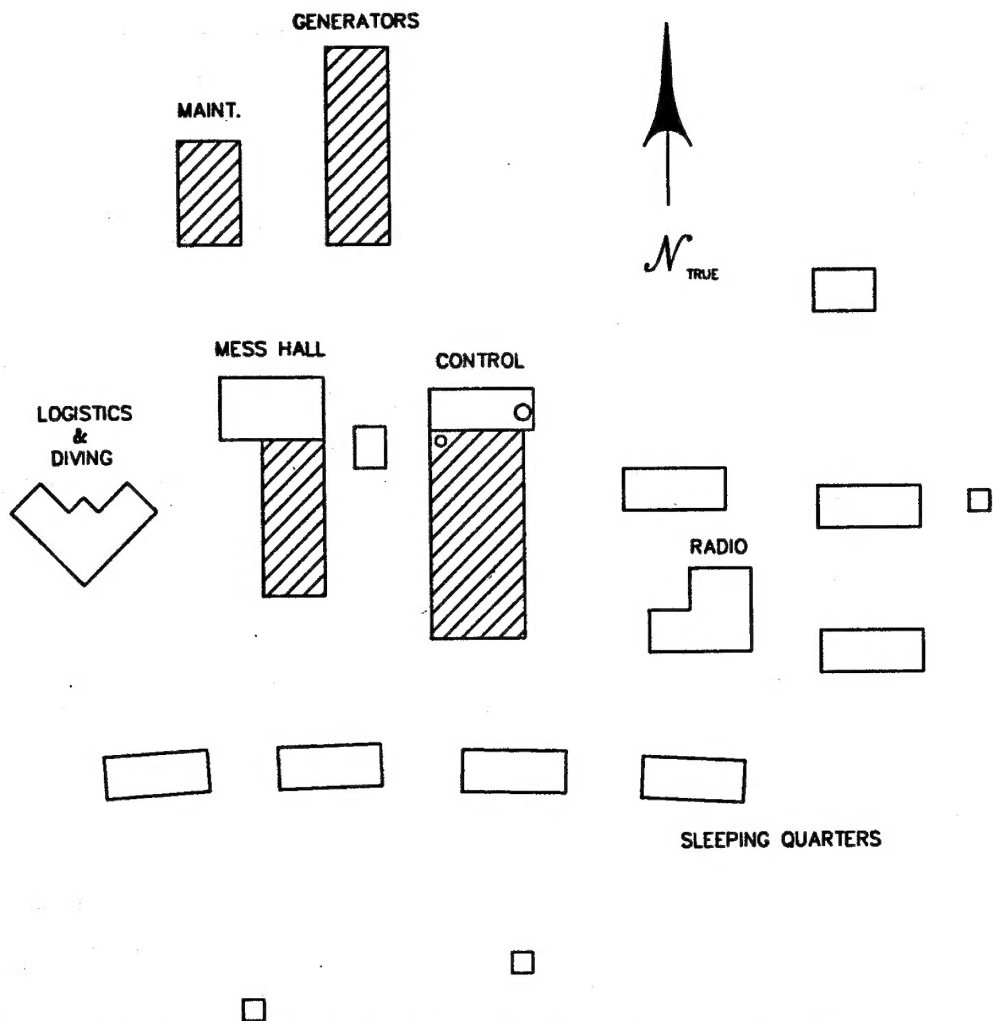 GENERATORS
MAINT.
N TRUE
MESS HALL
CONTROL
LOGISTICS
&
DIVING
RADIO
SLEEPING QUARTERS